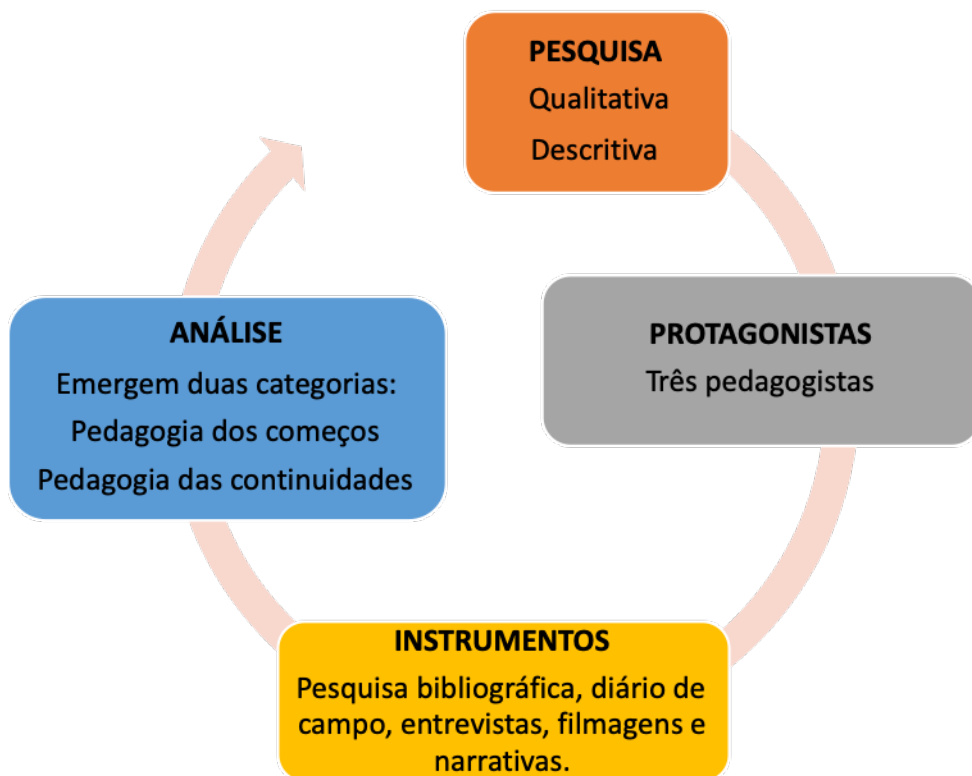 PESQUISA
Qualitativa
Descritiva
PROTAGONISTAS
Três pedagogistas
INSTRUMENTOS
Pesquisa bibliográfica, diário de
campo, entrevistas, filmagens e
narrativas.
ANÁLISE
Emergem duas categorias:
Pedagogia dos começos
Pedagogia das continuidades